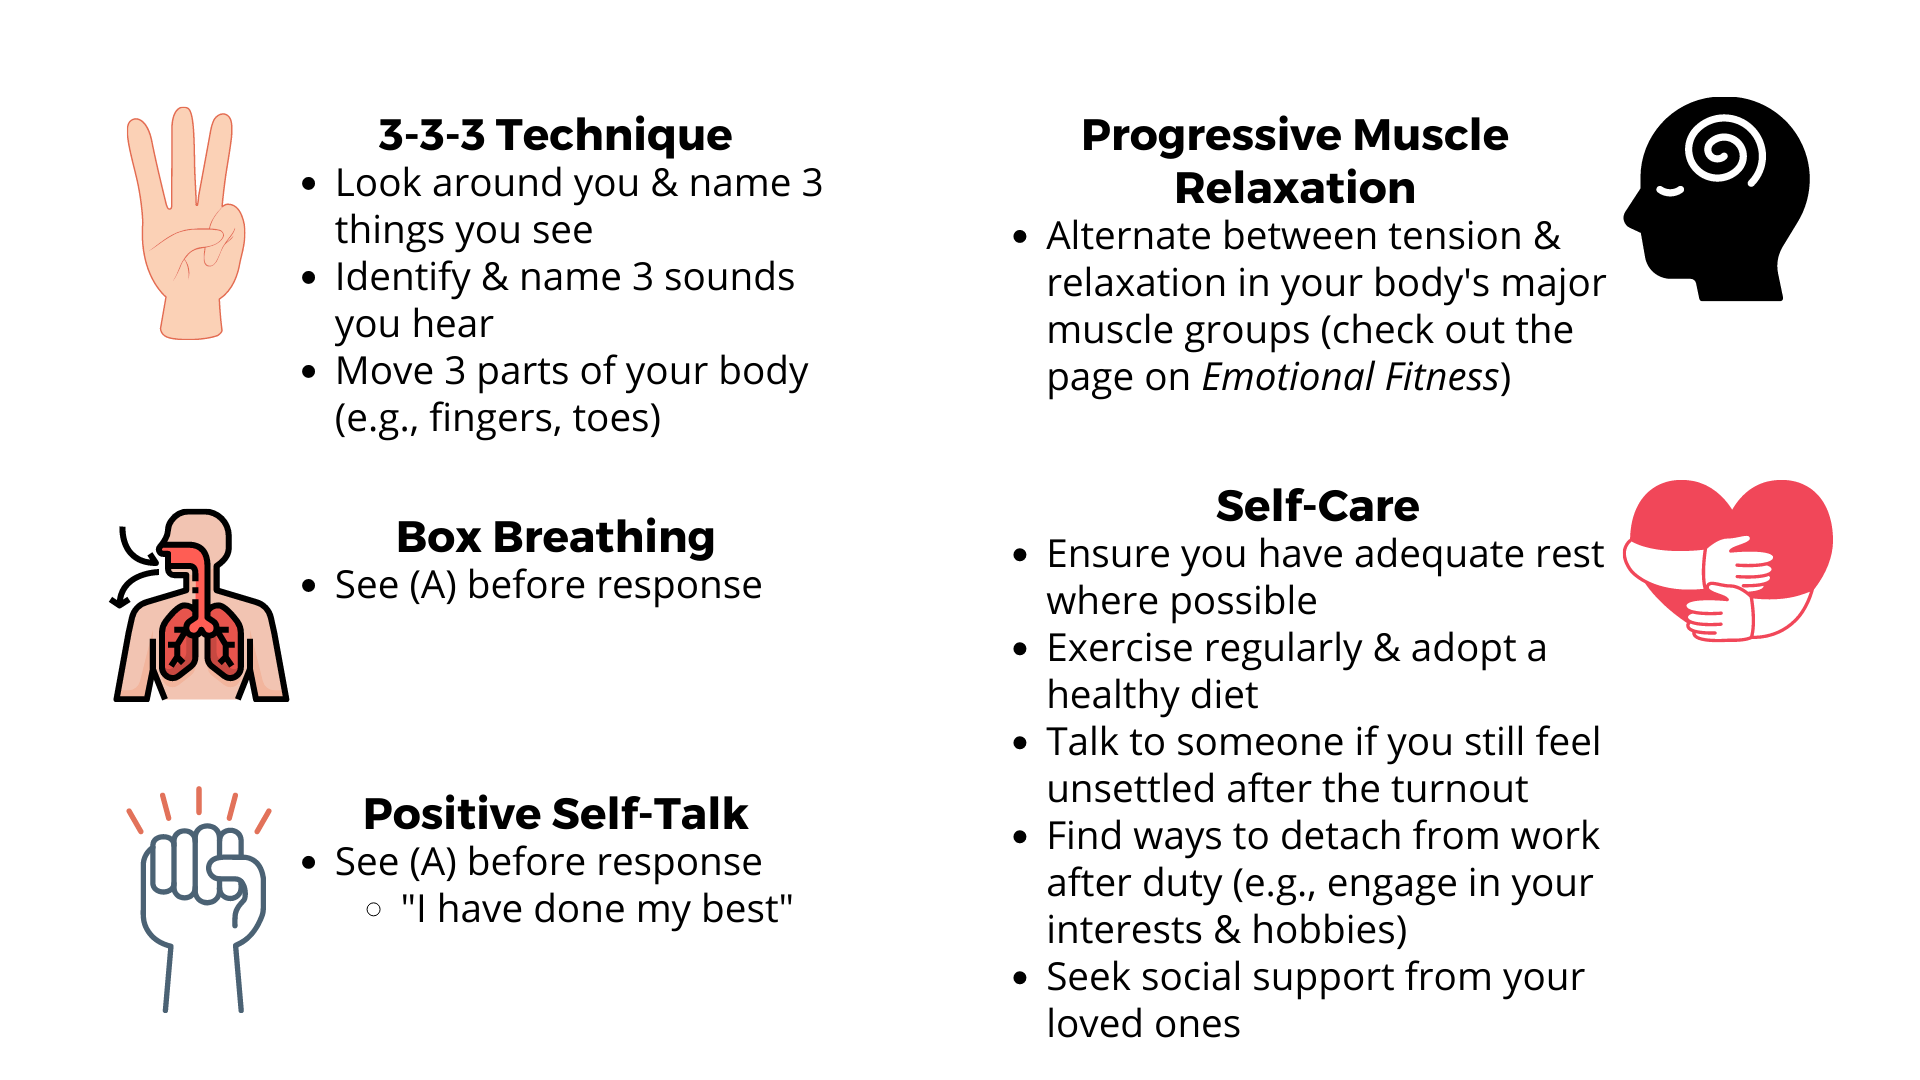 3-3-3 Technique
• Look around you & name 3
things you see
• Identify & name 3 sounds
you hear
• Move 3 parts of your body
(e.g., fingers, toes)
Box Breathing
• See (A) before response
Positive Self-Talk
• See (A) before response
○ "I have done my best"
Progressive Muscle
Relaxation
• Alternate between tension &
relaxation in your body's major
muscle groups (check out the
page on Emotional Fitness)
Self-Care
• Ensure you have adequate rest
where possible
• Exercise regularly & adopt a
healthy diet
• Talk to someone if you still feel
unsettled after the turnout
• Find ways to detach from work
after duty (e.g., engage in your
interests & hobbies)
• Seek social support from your
loved ones